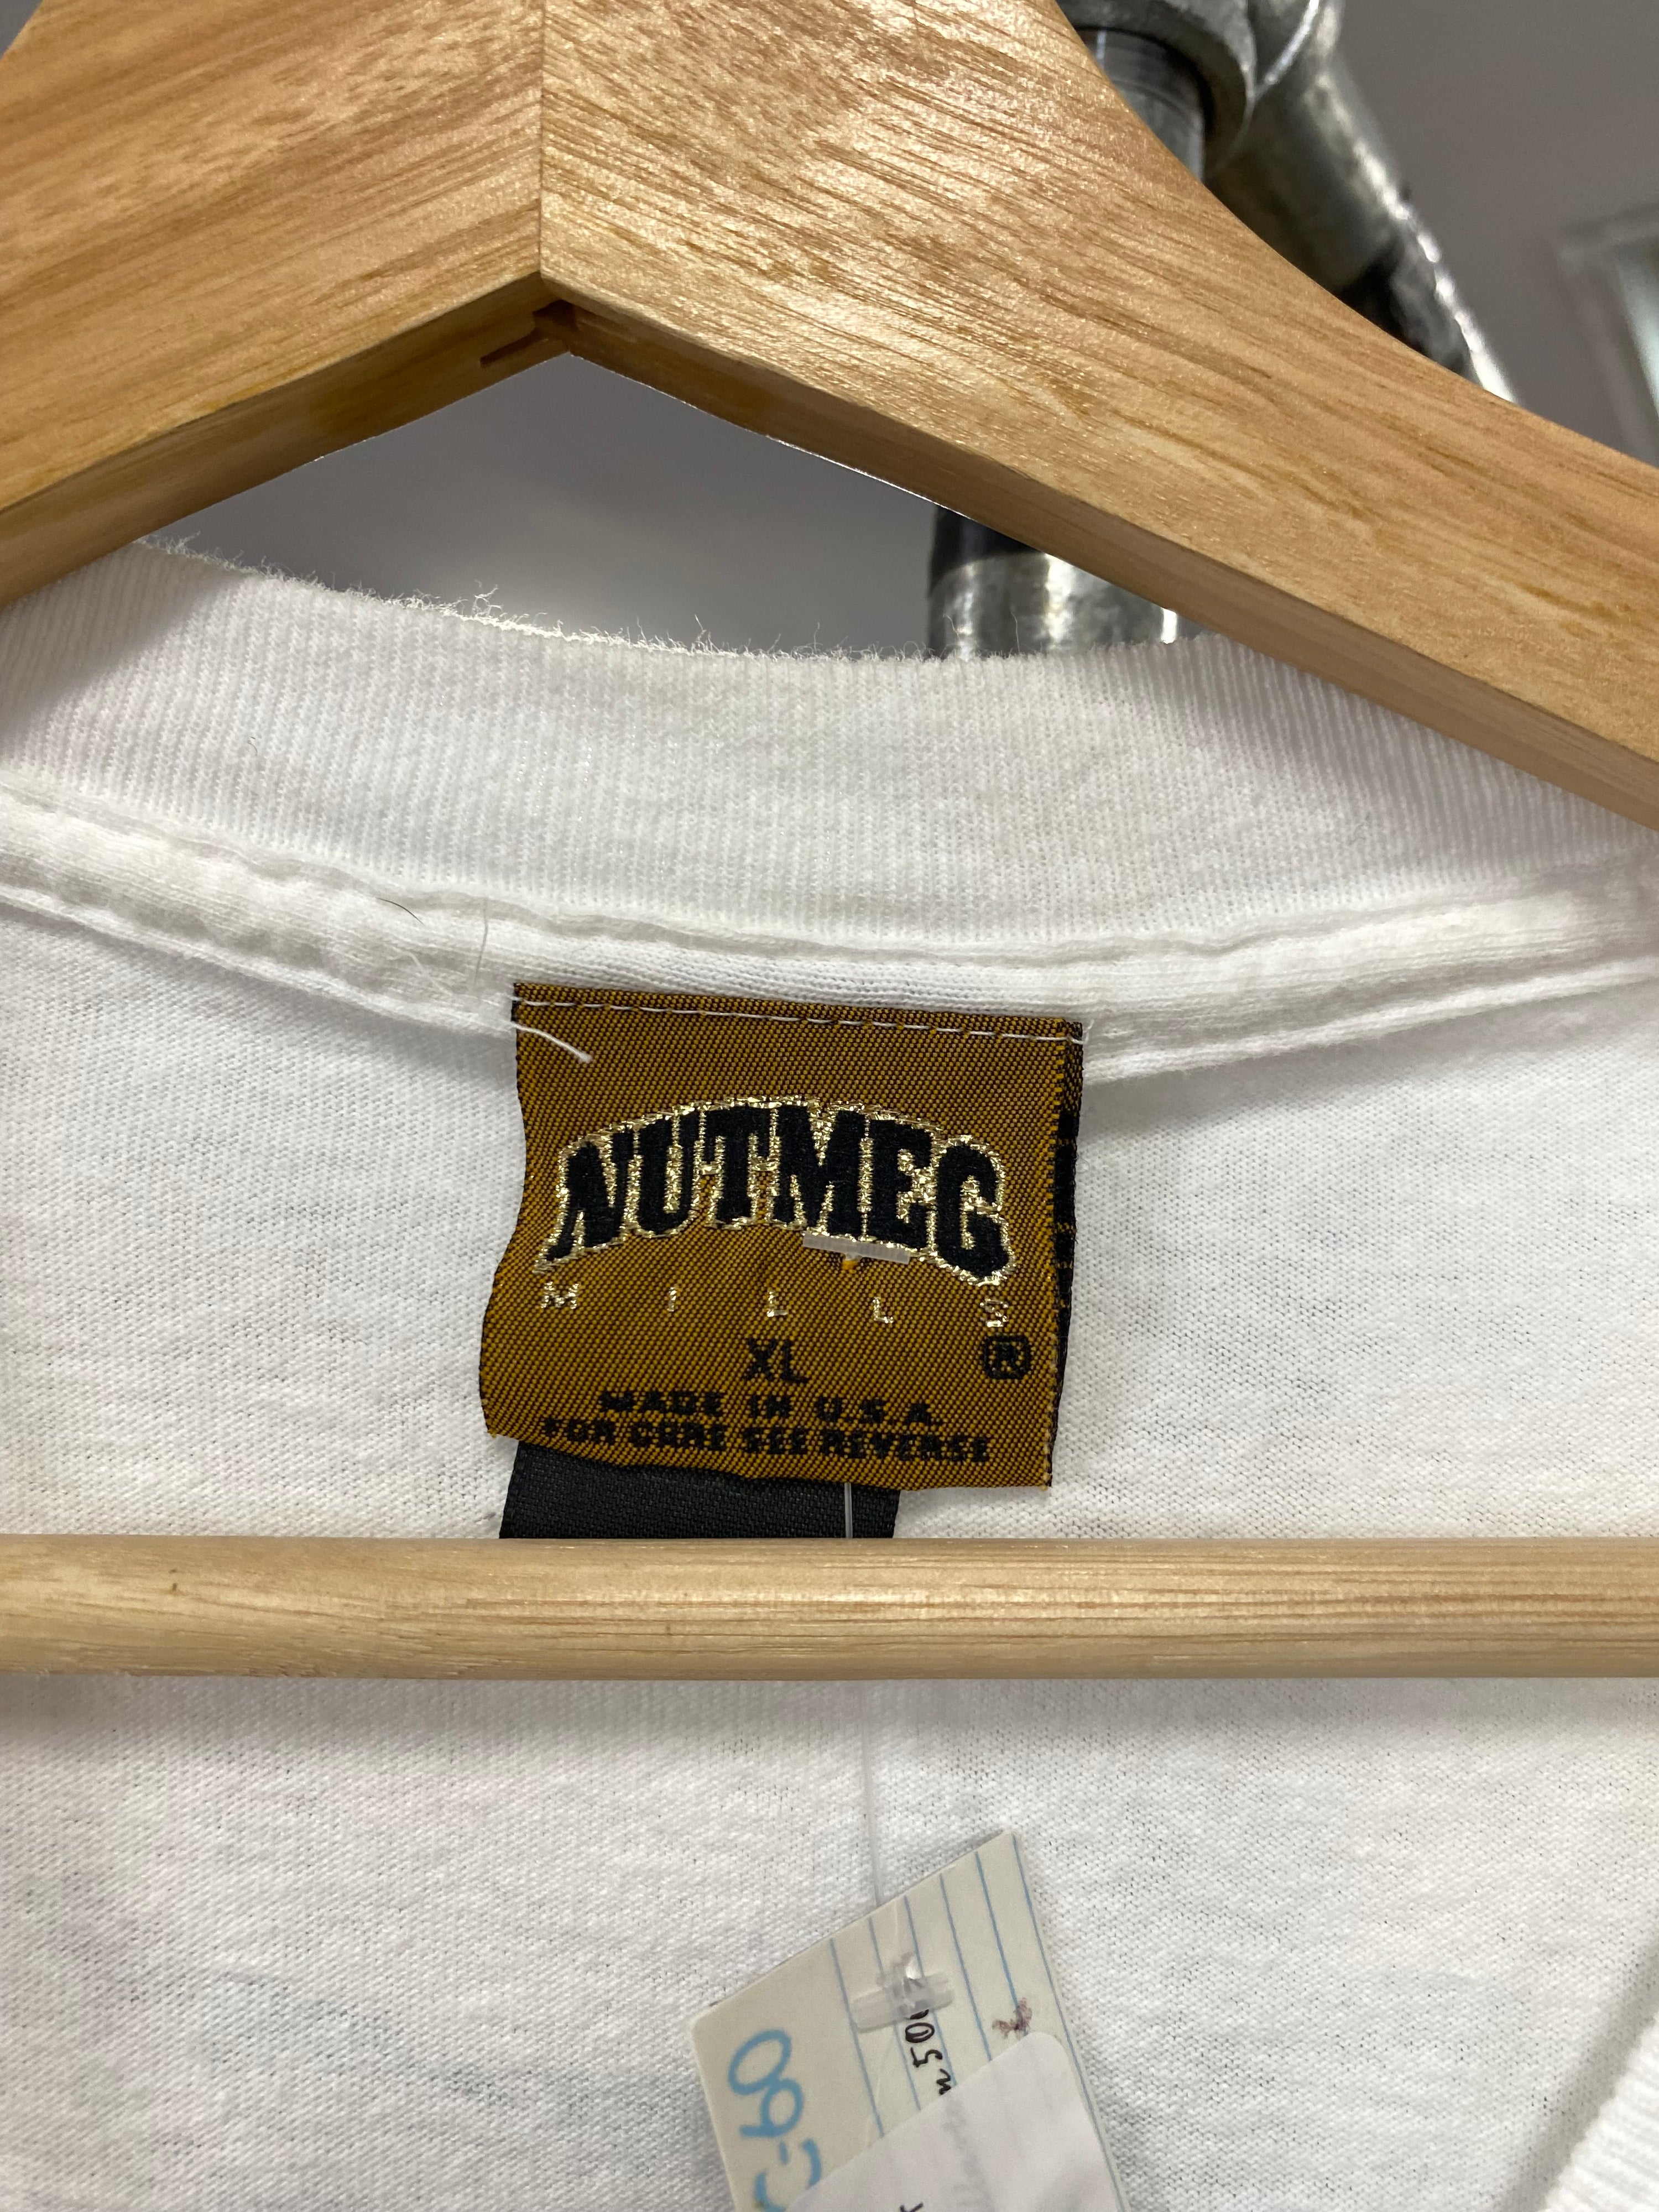 NUTMEG
MILLS
®
XL
MADE IN U.S.A.
FOR CARE SEE REVERSE